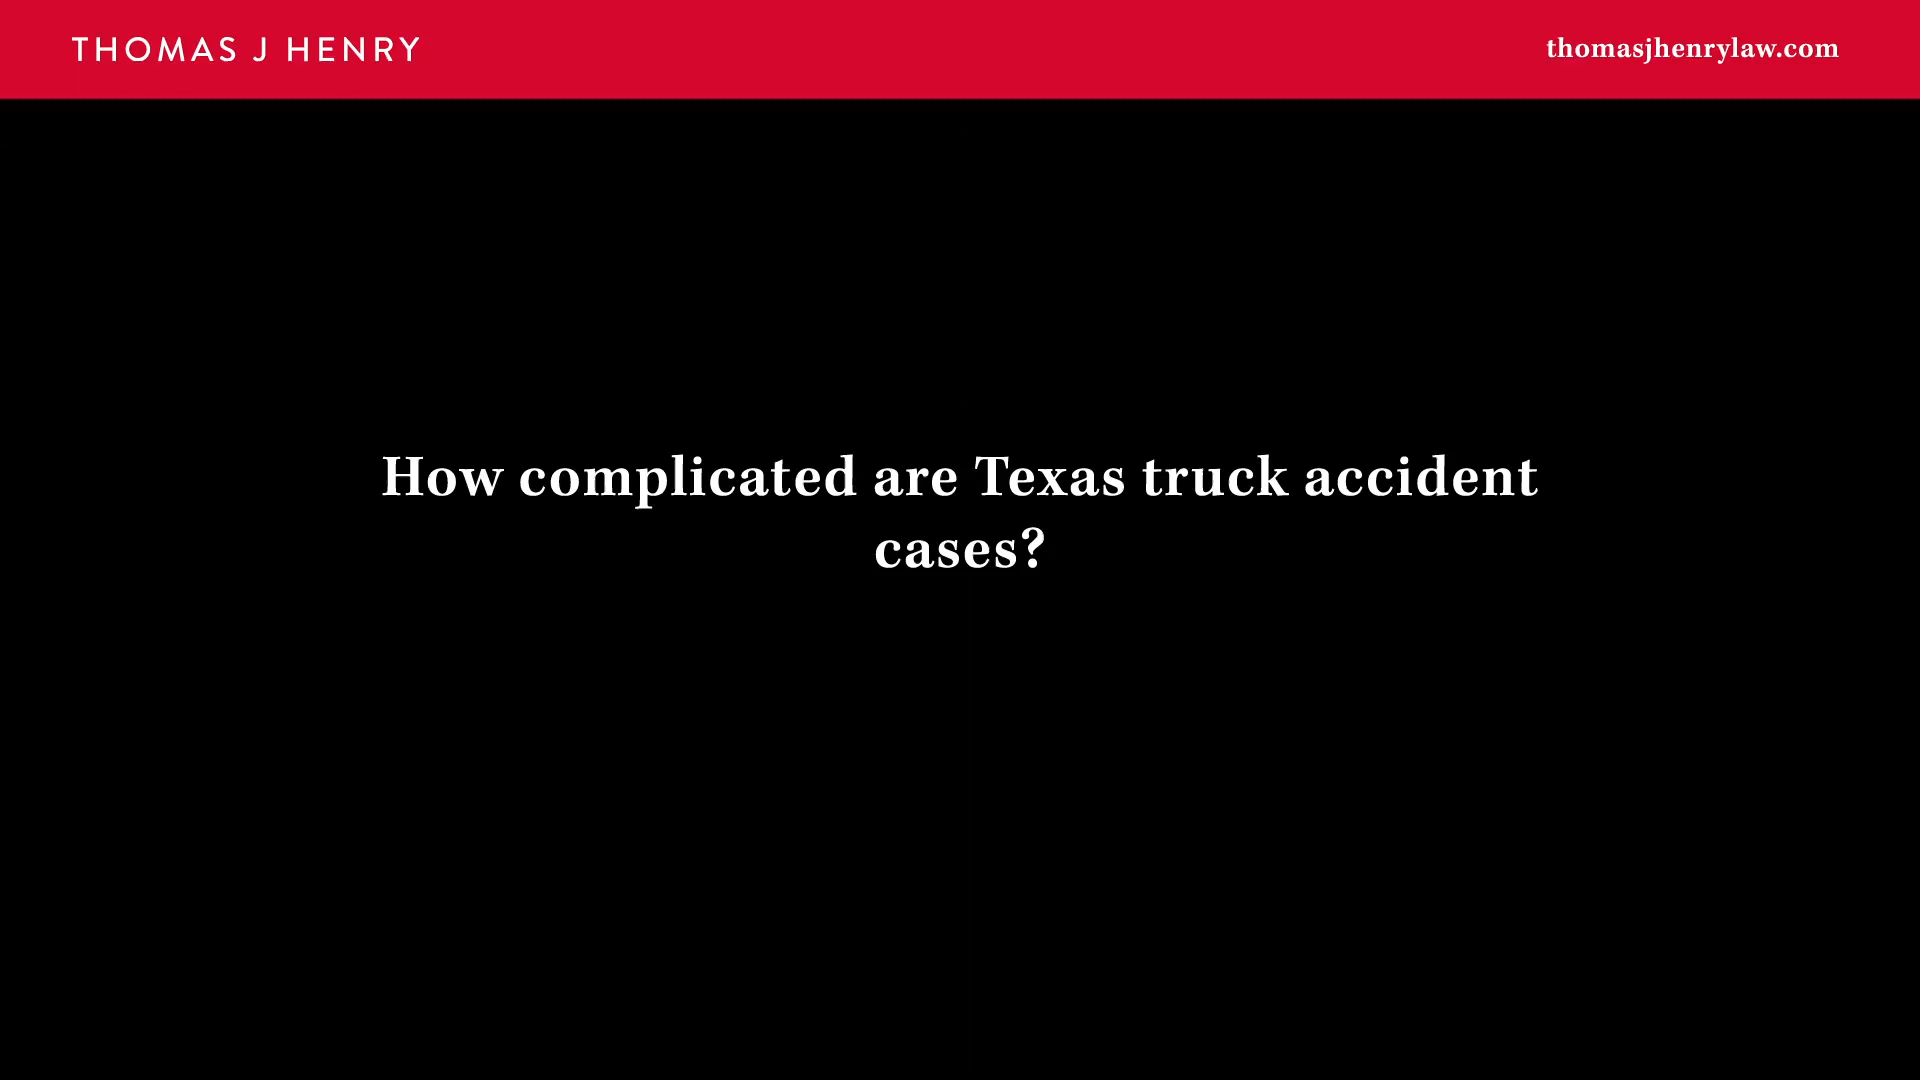 THOMAS J HENRY
thomasjhenrylaw.com
How complicated are Texas truck accident
cases?